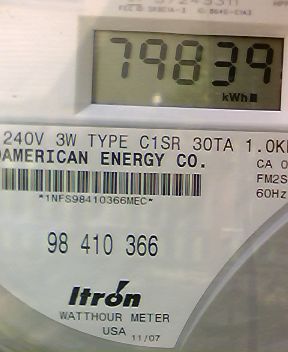 79839
kWh
240V 3W TYPE C1SR 30TA 1.0K
AMERICAN ENERGY CO.
CA 0
FM2S
*1NFS98410366MEC*
60Hz
98 410 366
Itron
WATTHOUR METER
USA 11/07